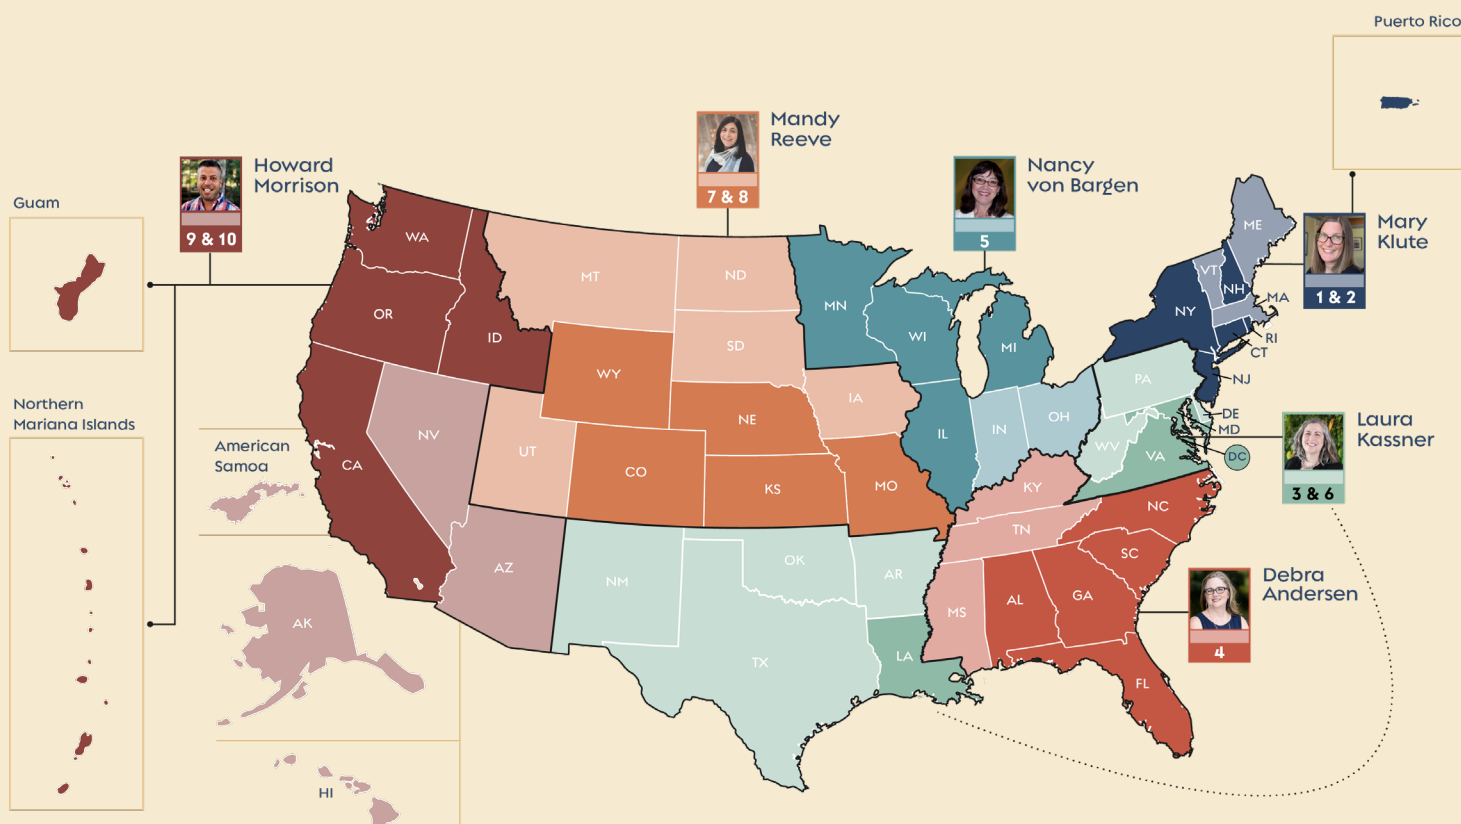 Puerto Rico
Mandy
Reeve
7 & 8
Howard
Morrison
9 & 10
Nancy
von Bargen
5
Mary
Klute
1 & 2
Guam
Northern
Mariana Islands
American
Samoa
WA
OR
ID
MT
ND
SD
WY
NE
IA
CA
NV
UT
CO
KS
MO
MN
WI
MI
IL
IN
OH
ME
VT
NH
NY
MA
RI
CT
NJ
PA
DE
MD
DC
WV
VA
Laura
Kassner
3 & 6
KY
TN
NC
SC
AZ
NM
OK
AR
TX
LA
MS
AL
GA
FL
Debra
Andersen
4
AK
HI